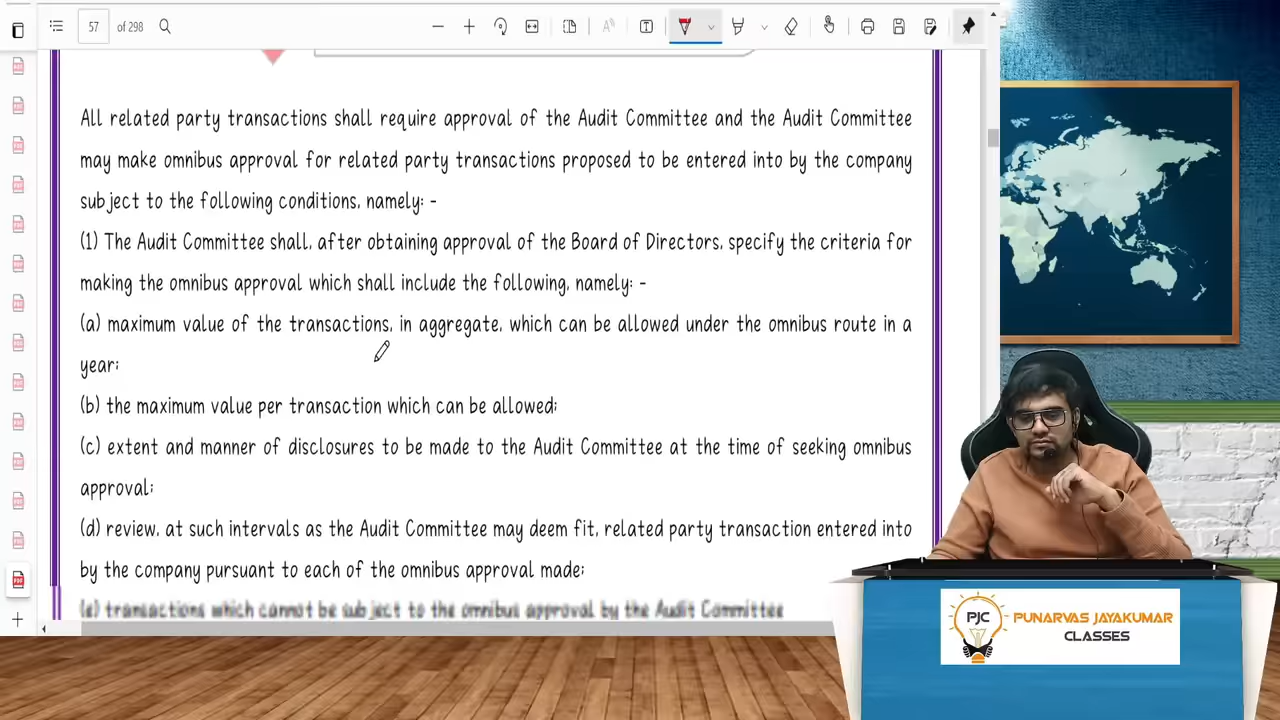 57 of 298
All related party transactions shall require approval of the Audit Committee and the Audit Committee
may make omnibus approval for related party transactions proposed to be entered into by the company
subject to the following conditions, namely: -
(1) The Audit Committee shall, after obtaining approval of the Board of Directors, specify the criteria for
making the omnibus approval which shall include the following, namely: -
(a) maximum value of the transactions, in aggregate, which can be allowed under the omnibus route in a
year;
(b) the maximum value per transaction which can be allowed;
(c) extent and manner of disclosures to be made to the Audit Committee at the time of seeking omnibus
approval;
(d) review, at such intervals as the Audit Committee may deem fit, related party transaction entered into
by the company pursuant to each of the omnibus approval made;
(e) transactions which cannot be subject to the omnibus approval by the Audit Committee
PJC
PUNARVAS JAYAKUMAR
CLASSES